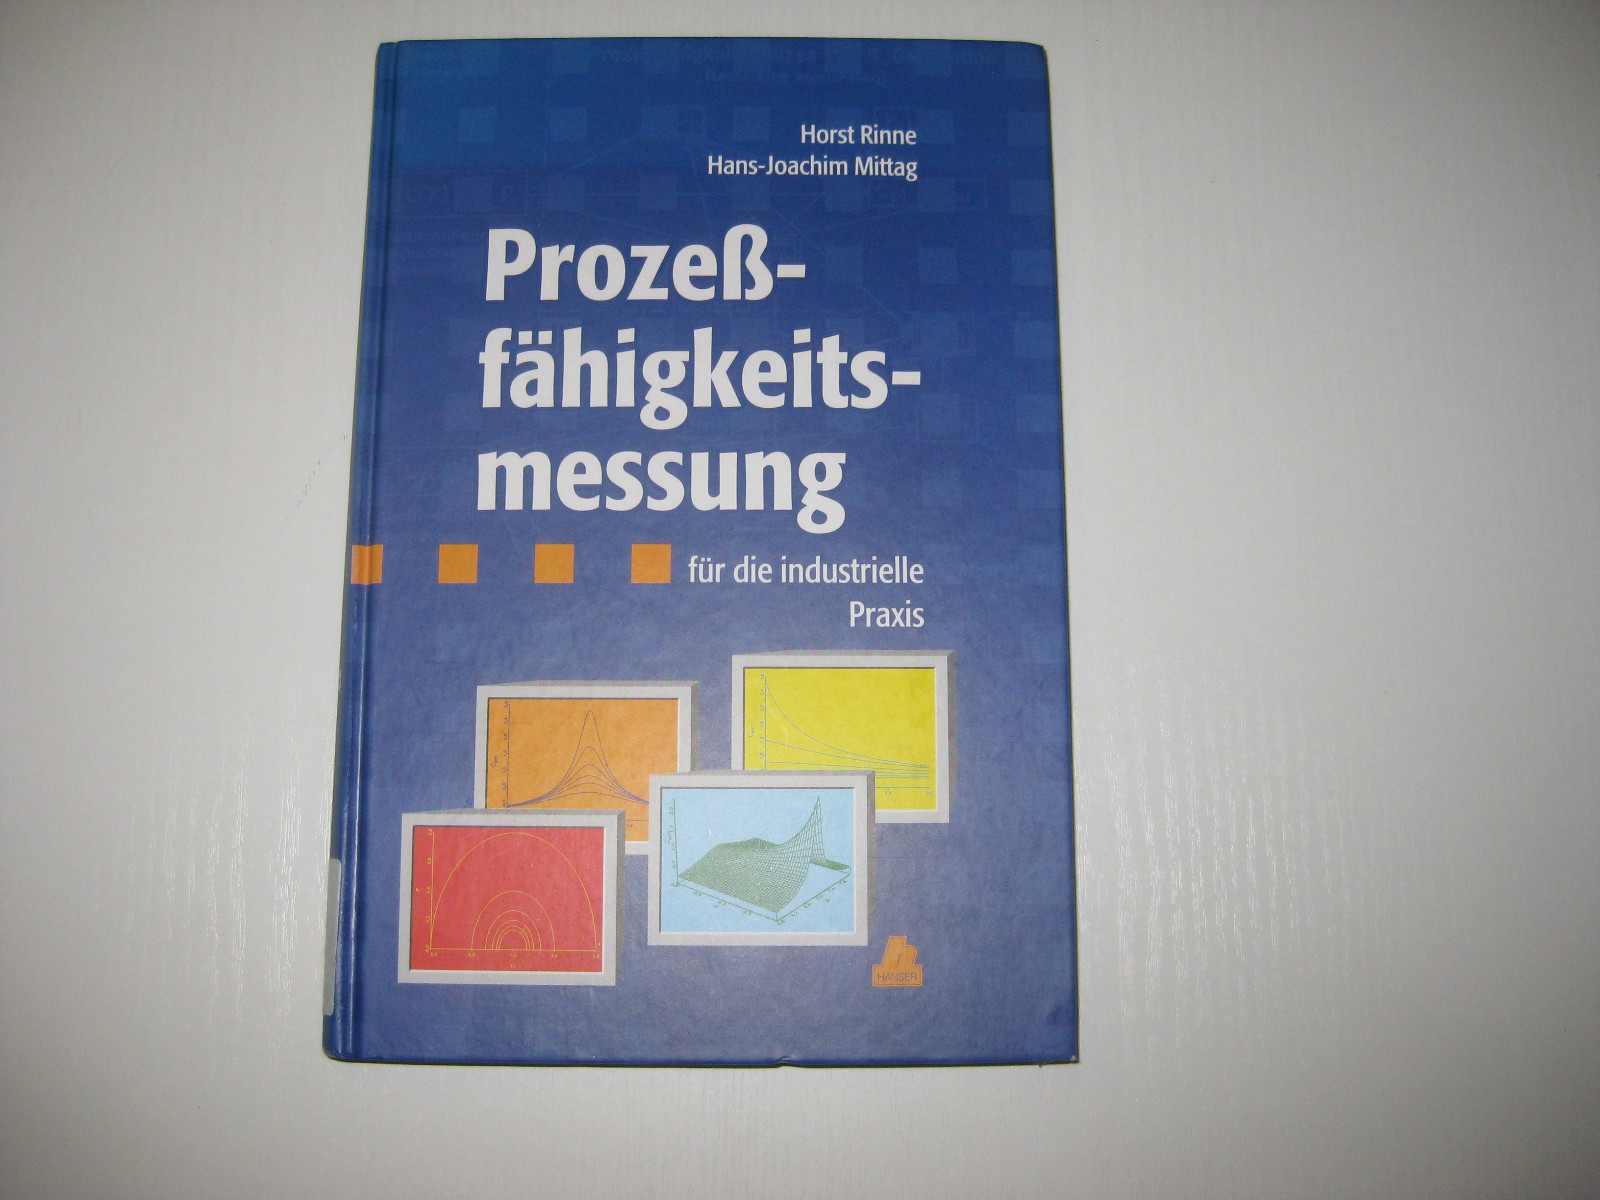 Horst Rinne
Hans-Joachim Mittag
Prozeß-
fähigkeits-
messung
für die industrielle
Praxis
HANSER